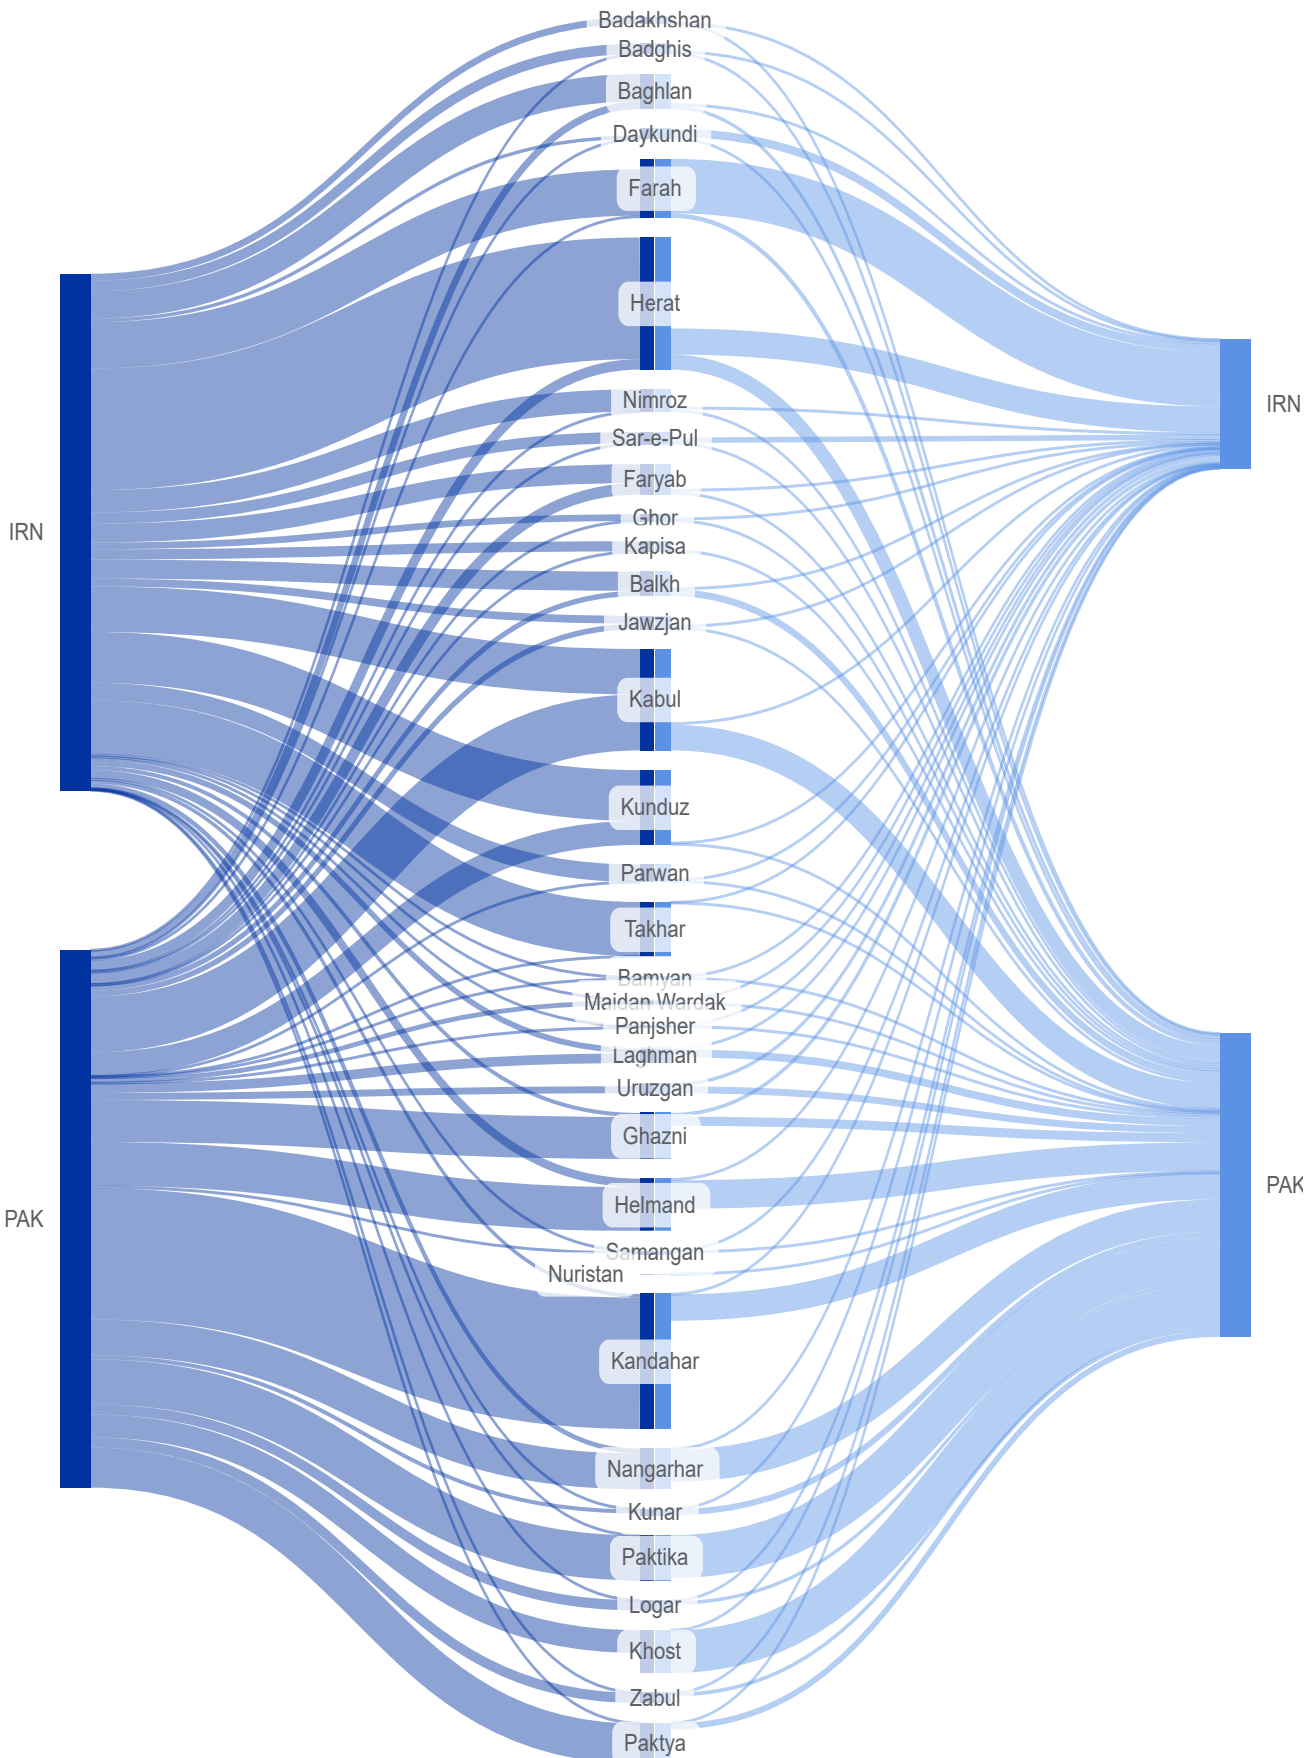 Badakhshan
Badghis
Baghlan
Daykundi
Farah
Herat
Nimroz
IRN
Sar-e-Pul
Faryab
Ghor
IRN
Kapisa
Balkh
Jawzjan
Kabul
Kunduz
Parwan
Takhar
Bamyan
Maidan Wardak
Panjsher
Laghman
Uruzgan
Ghazni
PAK
Helmand
PAK
Samangan
Nuristan
Kandahar
Nangarhar
Kunar
Paktika
Logar
Khost
Zabul
Paktya